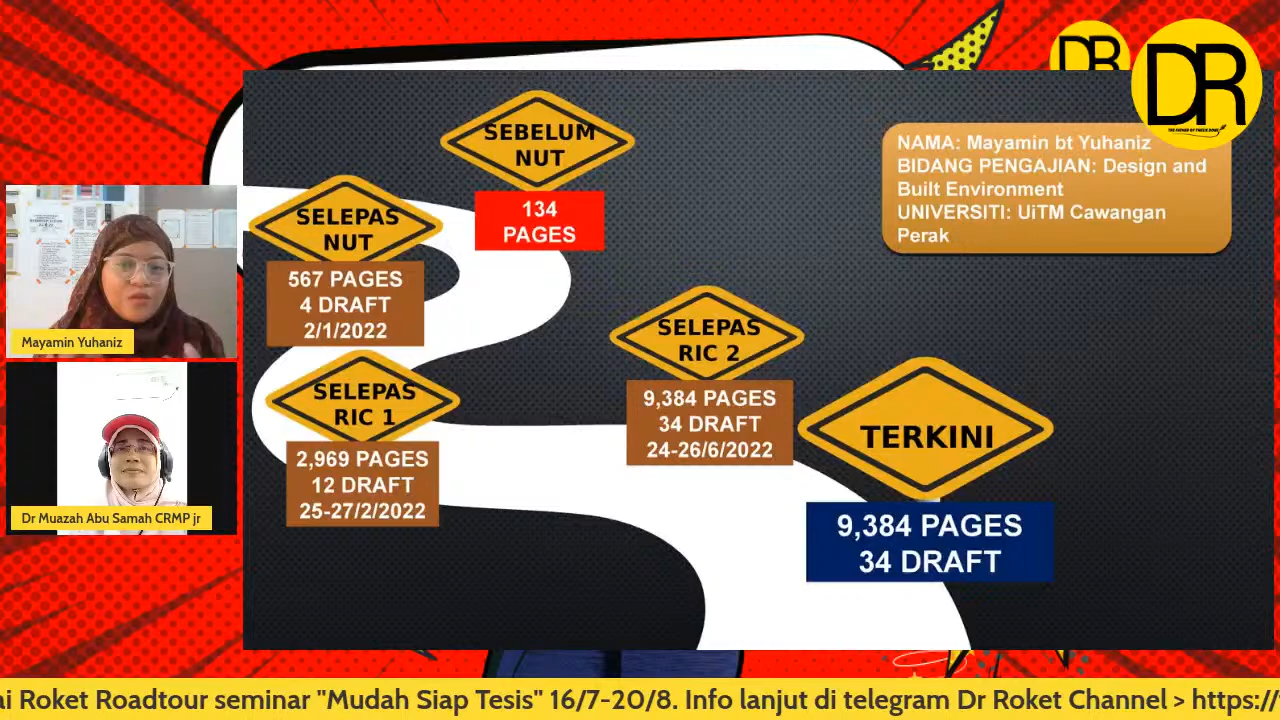 SEBELUM
NUT
134
PAGES
SELEPAS
NUT
567 PAGES
4 DRAFT
2/1/2022
SELEPAS
RIC 1
2,969 PAGES
12 DRAFT
25-27/2/2022
SELEPAS
RIC 2
9,384 PAGES
34 DRAFT
24-26/6/2022
TERKINI
9,384 PAGES
34 DRAFT
DR
DR
NAMA: Mayamin bt Yuhaniz
BIDANG PENGAJIAN: Design and
Built Environment
UNIVERSITI: UiTM Cawangan
Perak
Mayamin Yuhaniz
Dr Muazah Abu Samah CRMP jr
ai Roket Roadtour seminar "Mudah Siap Tesis" 16/7-20/8. Info lanjut di telegram Dr Roket Channel > https://